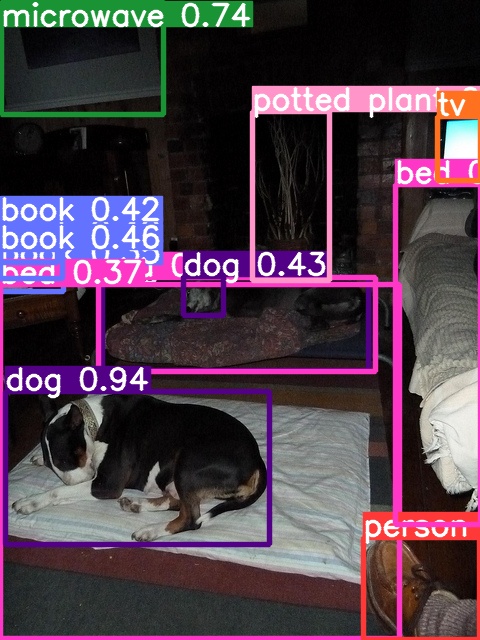 microwave 0.74
potted plant
tv
bed
book 0.42
book 0.46
bed 0.37
dog 0.43
dog 0.94
person